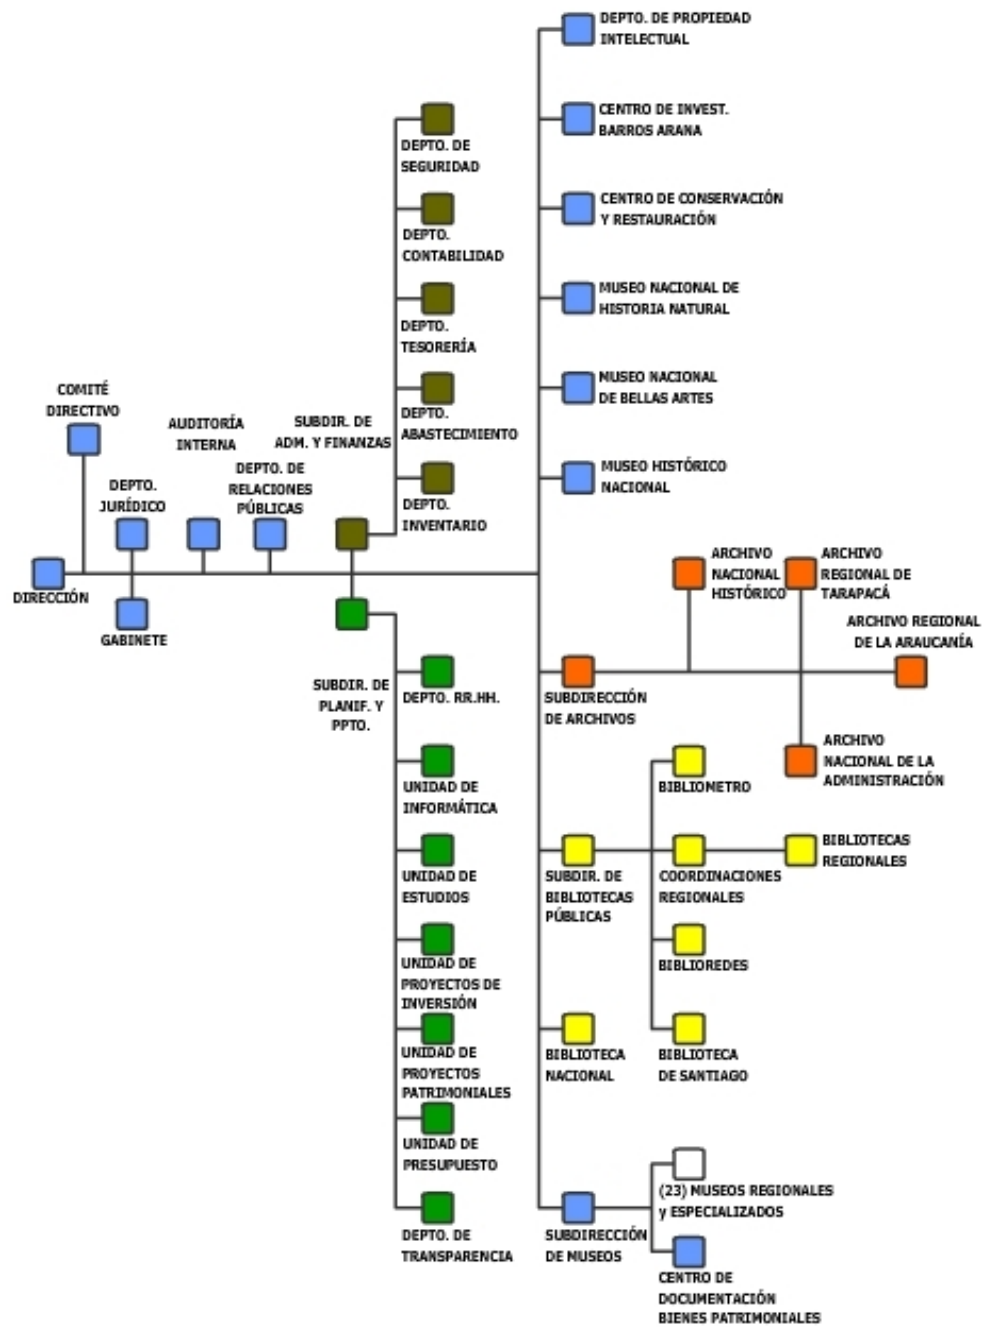 DEPTO. DE PROPIEDAD
INTELECTUAL
CENTRO DE INVEST.
BARROS ARANA
DEPTO. DE
SEGURIDAD
CENTRO DE CONSERVACIÓN
Y RESTAURACIÓN
DEPTO.
CONTABILIDAD
MUSEO NACIONAL DE
HISTORIA NATURAL
DEPTO.
TESORERÍA
MUSEO NACIONAL
DE BELLAS ARTES
DEPTO.
ABASTECIMIENTO
COMITÉ
DIRECTIVO
AUDITORÍA
INTERNA
SUBDIR. DE
ADM. Y FINANZAS
DEPTO. DE
RELACIONES
PÚBLICAS
DEPTO.
JURÍDICO
MUSEO HISTÓRICO
NACIONAL
DEPTO.
INVENTARIO
DIRECCIÓN
GABINETE
ARCHIVO
NACIONAL
HISTÓRICO
ARCHIVO
REGIONAL DE
TARAPACÁ
ARCHIVO REGIONAL
DE LA ARAUCANÍA
SUBDIR. DE
PLANIF. Y
PPTO.
DEPTO. RR.HH.
SUBDIRECCIÓN
DE ARCHIVOS
ARCHIVO
NACIONAL DE LA
ADMINISTRACIÓN
UNIDAD DE
INFORMÁTICA
BIBLIOMETRO
UNIDAD DE
ESTUDIOS
SUBDIR. DE
BIBLIOTECAS
PÚBLICAS
COORDINACIONES
REGIONALES
BIBLIOTECAS
REGIONALES
UNIDAD DE
PROYECTOS DE
INVERSIÓN
BIBLIOREDES
UNIDAD DE
PROYECTOS
PATRIMONIALES
BIBLIOTECA
NACIONAL
BIBLIOTECA
DE SANTIAGO
UNIDAD DE
PRESUPUESTO
(23) MUSEOS REGIONALES
y ESPECIALIZADOS
DEPTO. DE
TRANSPARENCIA
SUBDIRECCIÓN
DE MUSEOS
CENTRO DE
DOCUMENTACIÓN
BIENES PATRIMONIALES